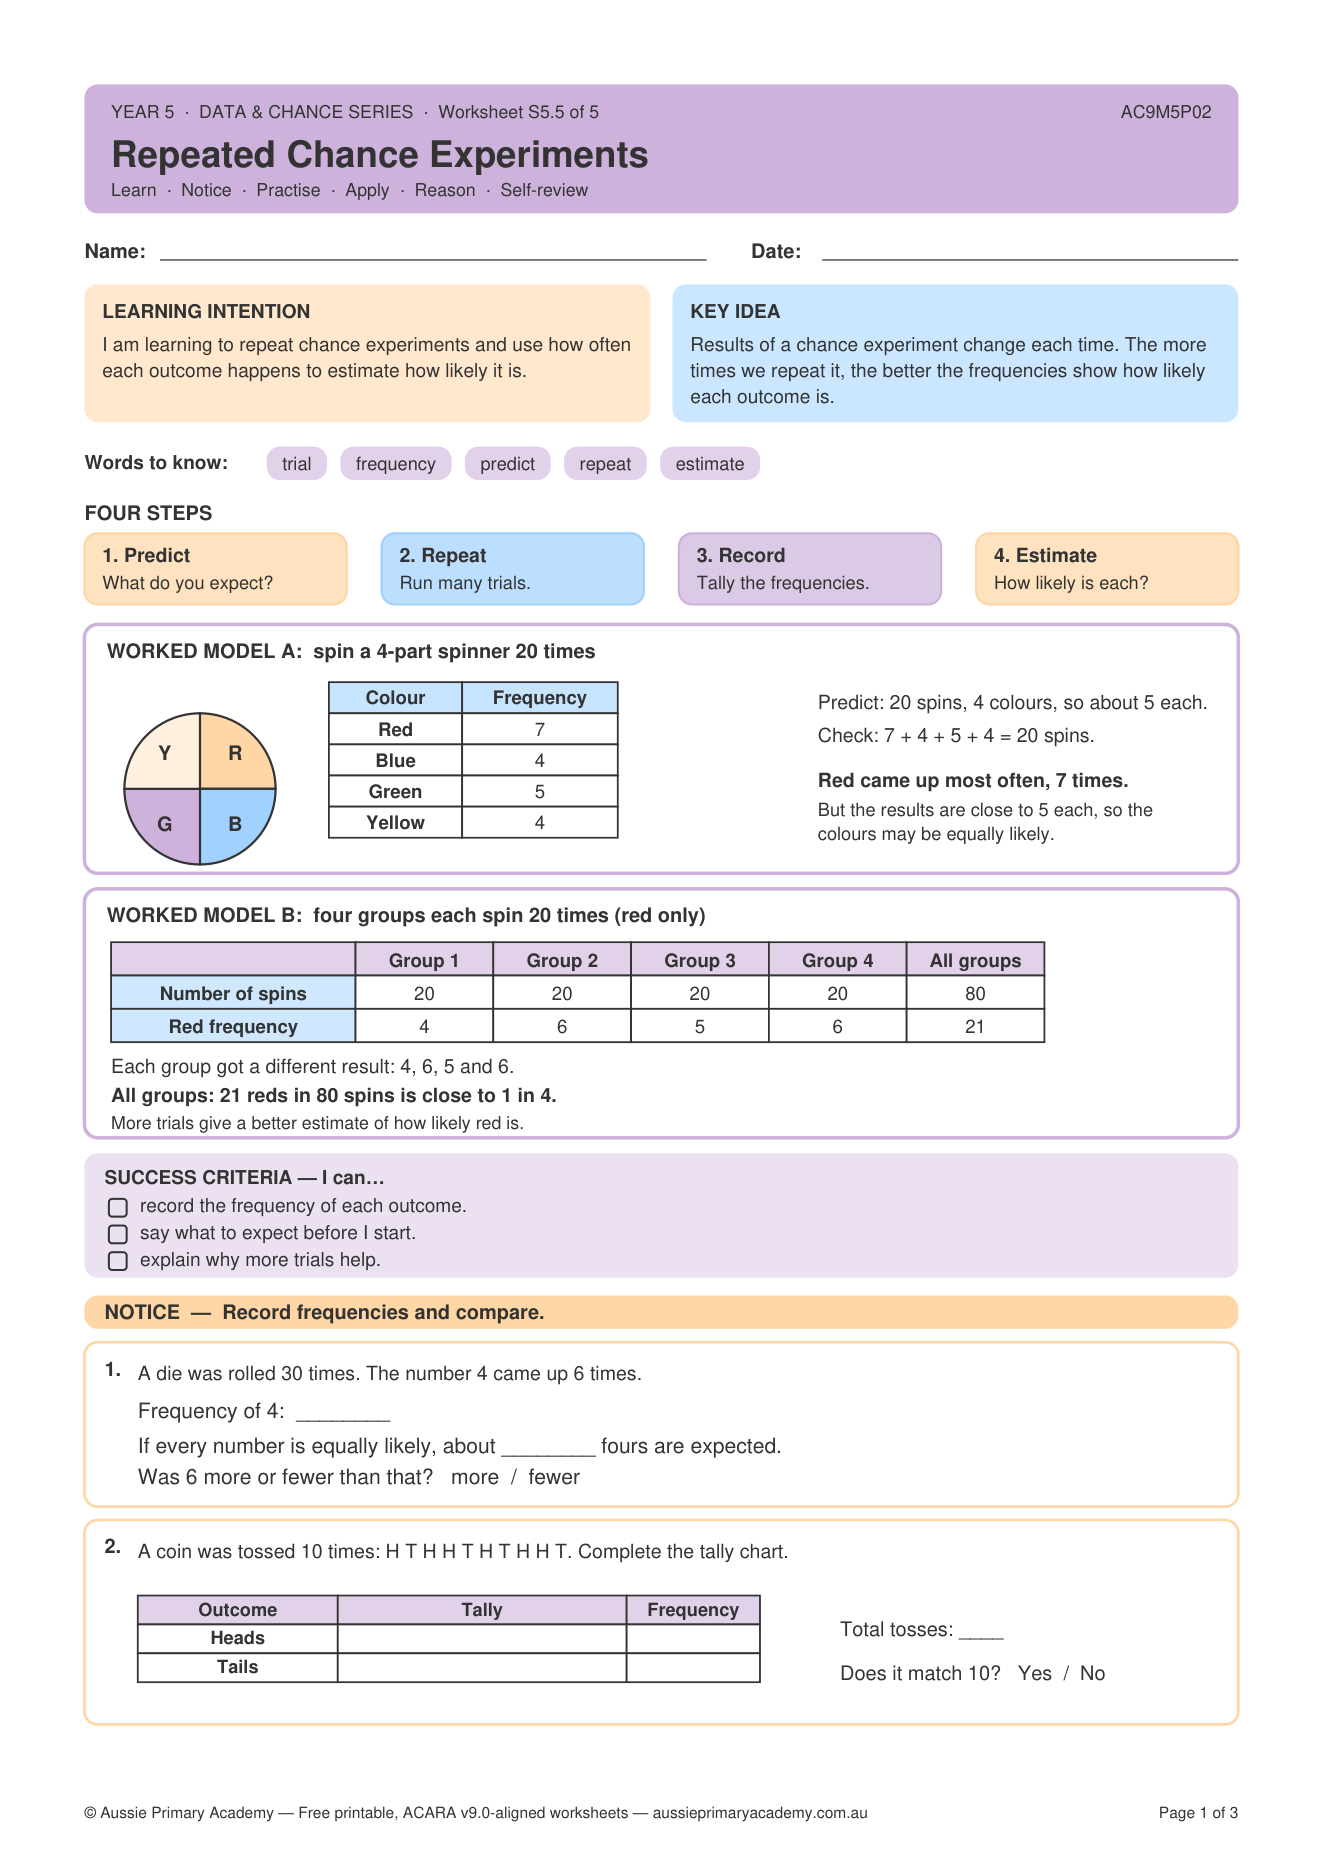 YEAR 5 · DATA & CHANCE SERIES · Worksheet S5.5 of 5 AC9M5P02
Repeated Chance Experiments
Learn · Notice · Practise · Apply · Reason · Self-review
Name: Date:
LEARNING INTENTION
I am learning to repeat chance experiments and use how often
each outcome happens to estimate how likely it is.
KEY IDEA
Results of a chance experiment change each time. The more
times we repeat it, the better the frequencies show how likely
each outcome is.
Words to know: trial frequency predict repeat estimate
FOUR STEPS
1. Predict
What do you expect?
2. Repeat
Run many trials.
3. Record
Tally the frequencies.
4. Estimate
How likely is each?
WORKED MODEL A: spin a 4-part spinner 20 times
Y R
G B
Colour Frequency
Red 7
Blue 4
Green 5
Yellow 4
Predict: 20 spins, 4 colours, so about 5 each.
Check: 7 + 4 + 5 + 4 = 20 spins.
Red came up most often, 7 times.
But the results are close to 5 each, so the
colours may be equally likely.
WORKED MODEL B: four groups each spin 20 times (red only)
Group 1 Group 2 Group 3 Group 4 All groups
Number of spins 20 20 20 20 80
Red frequency 4 6 5 6 21
Each group got a different result: 4, 6, 5 and 6.
All groups: 21 reds in 80 spins is close to 1 in 4.
More trials give a better estimate of how likely red is.
SUCCESS CRITERIA — I can…
record the frequency of each outcome.
say what to expect before I start.
explain why more trials help.
NOTICE — Record frequencies and compare.
1. A die was rolled 30 times. The number 4 came up 6 times.
Frequency of 4: ________
If every number is equally likely, about ________ fours are expected.
Was 6 more or fewer than that? more / fewer
2. A coin was tossed 10 times: H T H H T H T H H T. Complete the tally chart.
Outcome Tally Frequency
Heads
Tails
Total tosses: ____
Does it match 10? Yes / No
© Aussie Primary Academy — Free printable, ACARA v9.0-aligned worksheets — aussieprimaryacademy.com.au Page 1 of 3